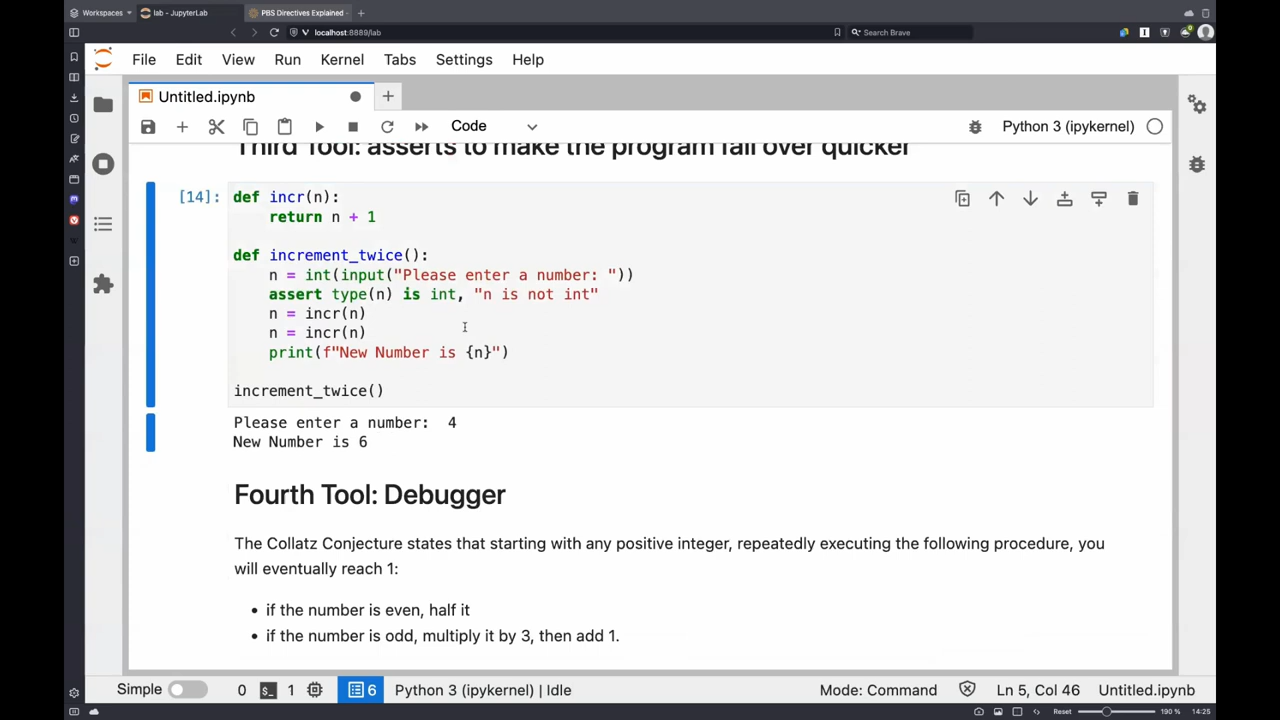 Workspaces
lab - JupyterLab
PBS Directives Explained
localhost:8889/lab
Search Brave
File Edit View Run Kernel Tabs Settings Help
Untitled.ipynb
Code
Python 3 (ipykernel)
Third Tool: asserts to make the program fall over quicker
[14]:
def incr(n):
    return n + 1
def increment_twice():
    n = int(input("Please enter a number: "))
    assert type(n) is int, "n is not int"
    n = incr(n)
    n = incr(n)
    print(f"New Number is {n}")
increment_twice()
Please enter a number:  4
New Number is 6
Fourth Tool: Debugger
The Collatz Conjecture states that starting with any positive integer, repeatedly executing the following procedure, you
will eventually reach 1:
• if the number is even, half it
• if the number is odd, multiply it by 3, then add 1.
Simple 0 1 6 Python 3 (ipykernel) | Idle Mode: Command Ln 5, Col 46 Untitled.ipynb
Reset 190 % 14:25